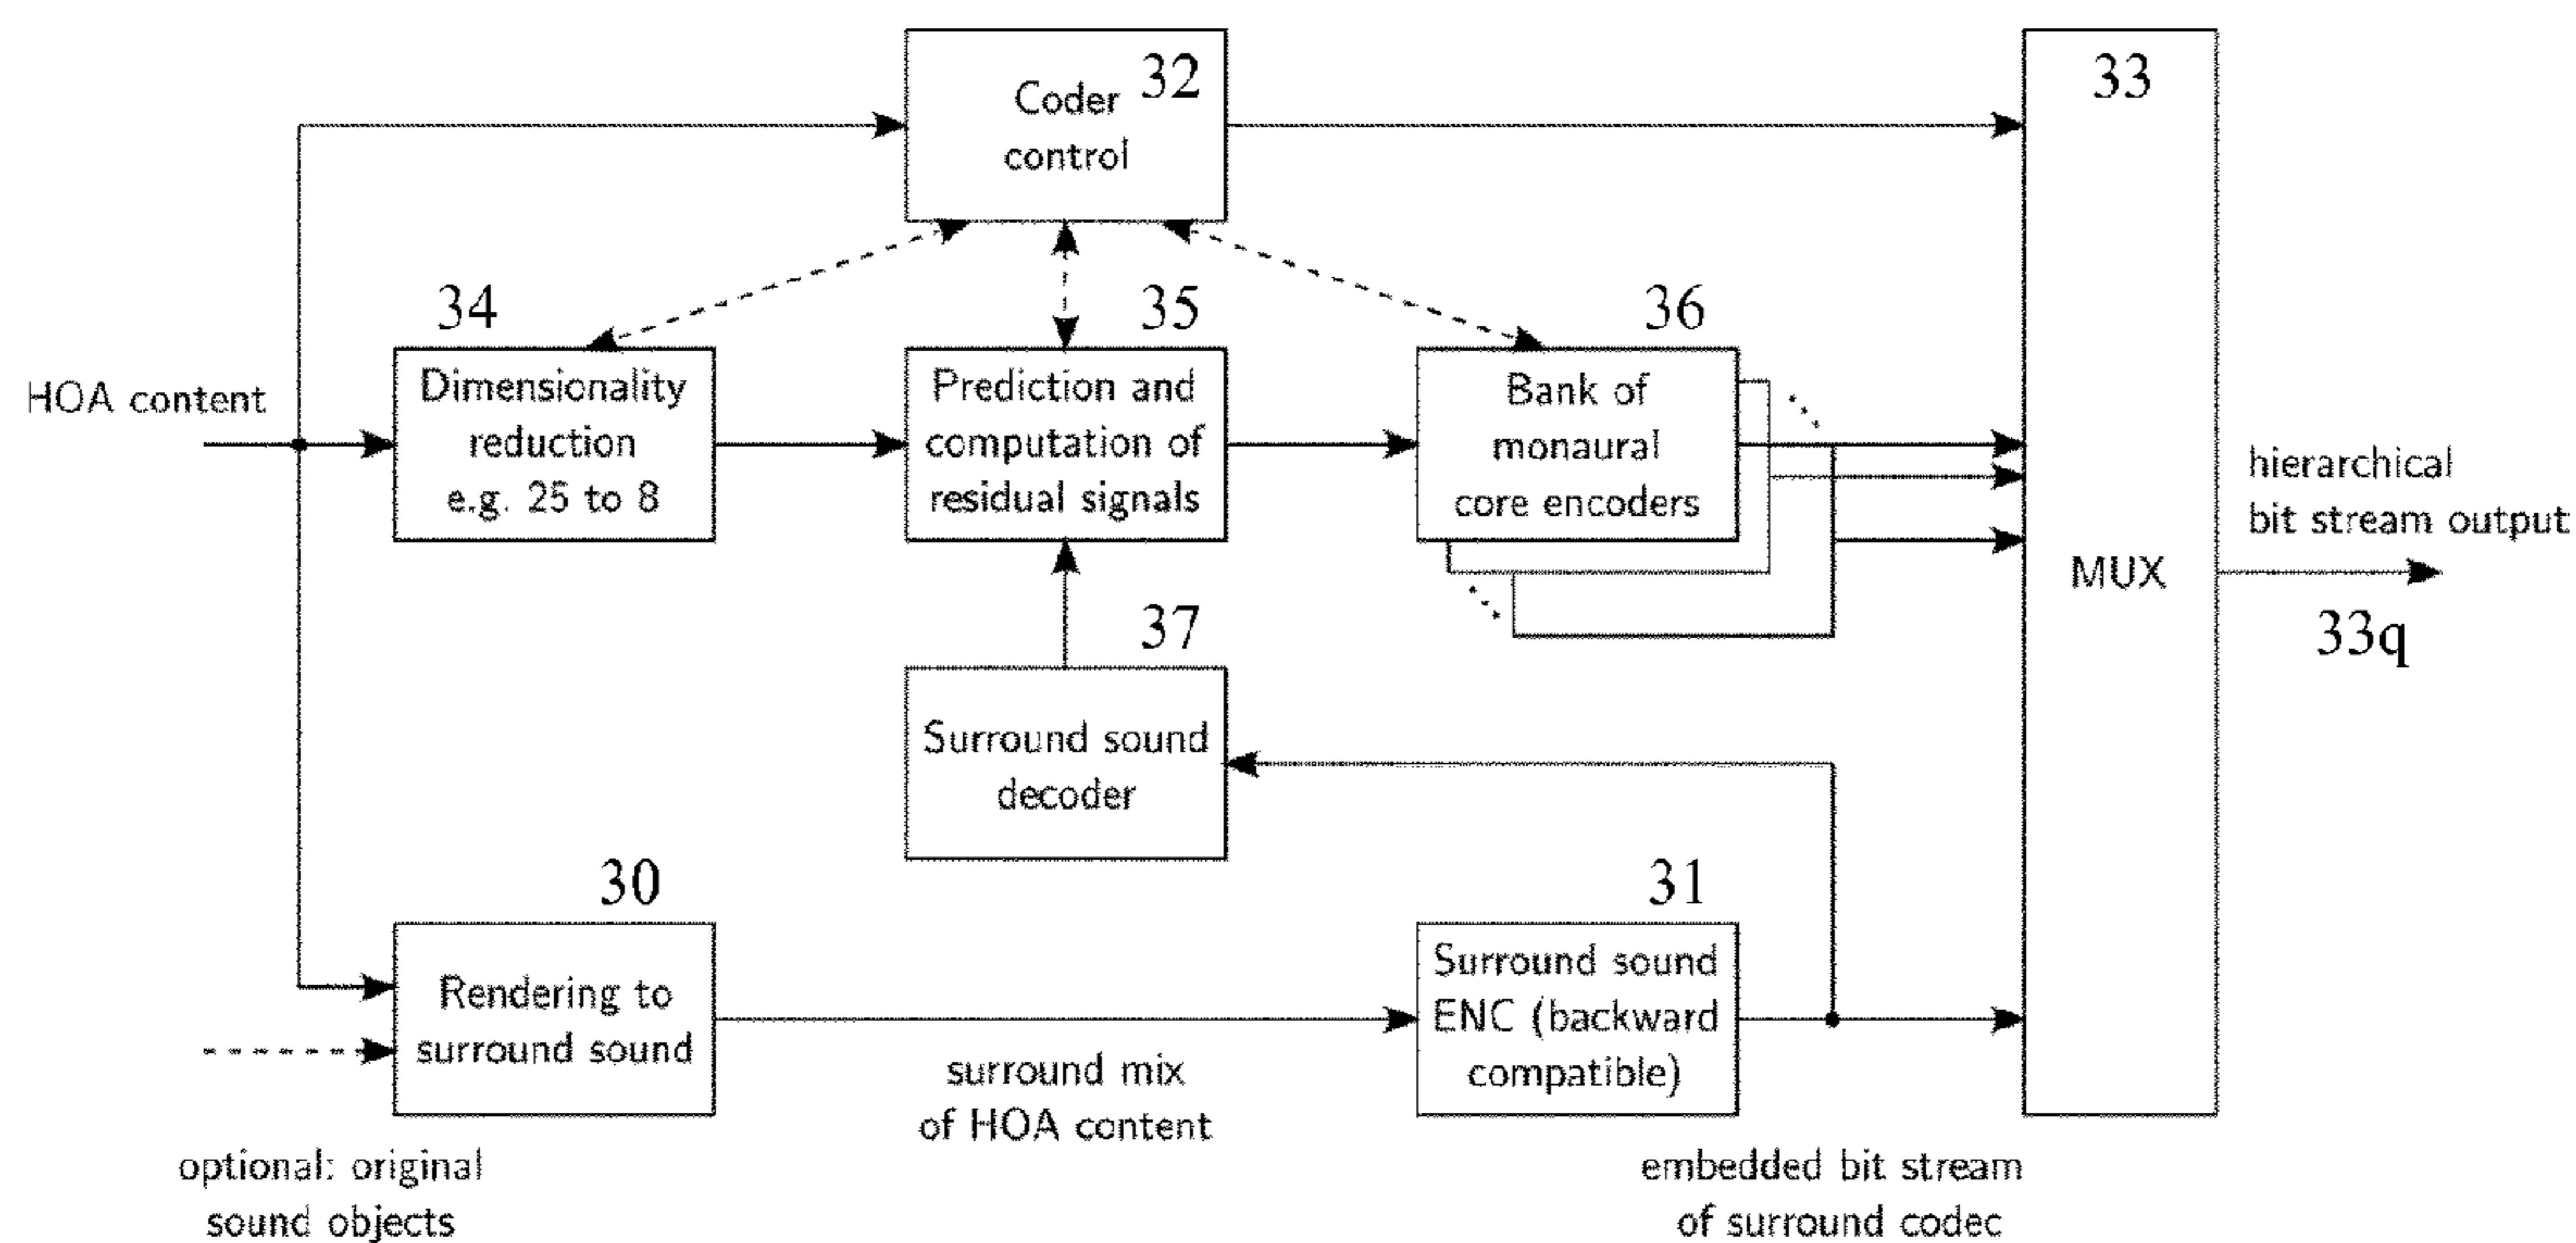 32
Coder
control
33
34
35
36
HOA content
Dimensionality
reduction
e.g. 25 to 8
Prediction and
computation of
residual signals
Bank of
monaural
core encoders
hierarchical
bit stream output
MUX
33q
37
Surround sound
decoder
30
31
Rendering to
surround sound
Surround sound
ENC (backward
compatible)
surround mix
of HOA content
optional: original
sound objects
embedded bit stream
of surround codec